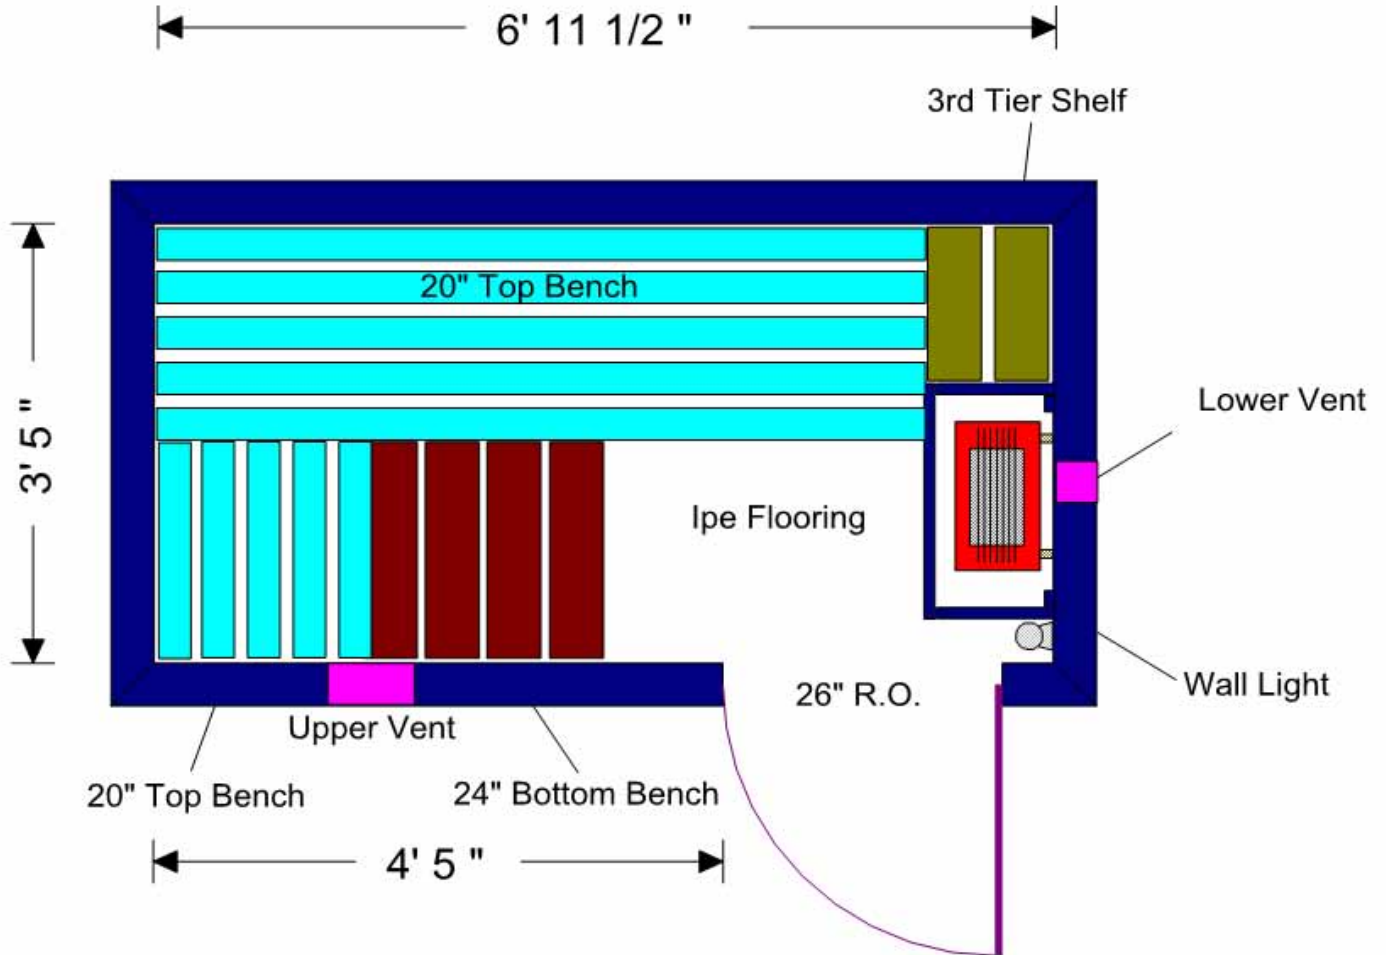 6' 11 1/2 "
3rd Tier Shelf
20" Top Bench
Lower Vent
3' 5 "
Ipe Flooring
Wall Light
26" R.O.
Upper Vent
20" Top Bench
24" Bottom Bench
4' 5 "